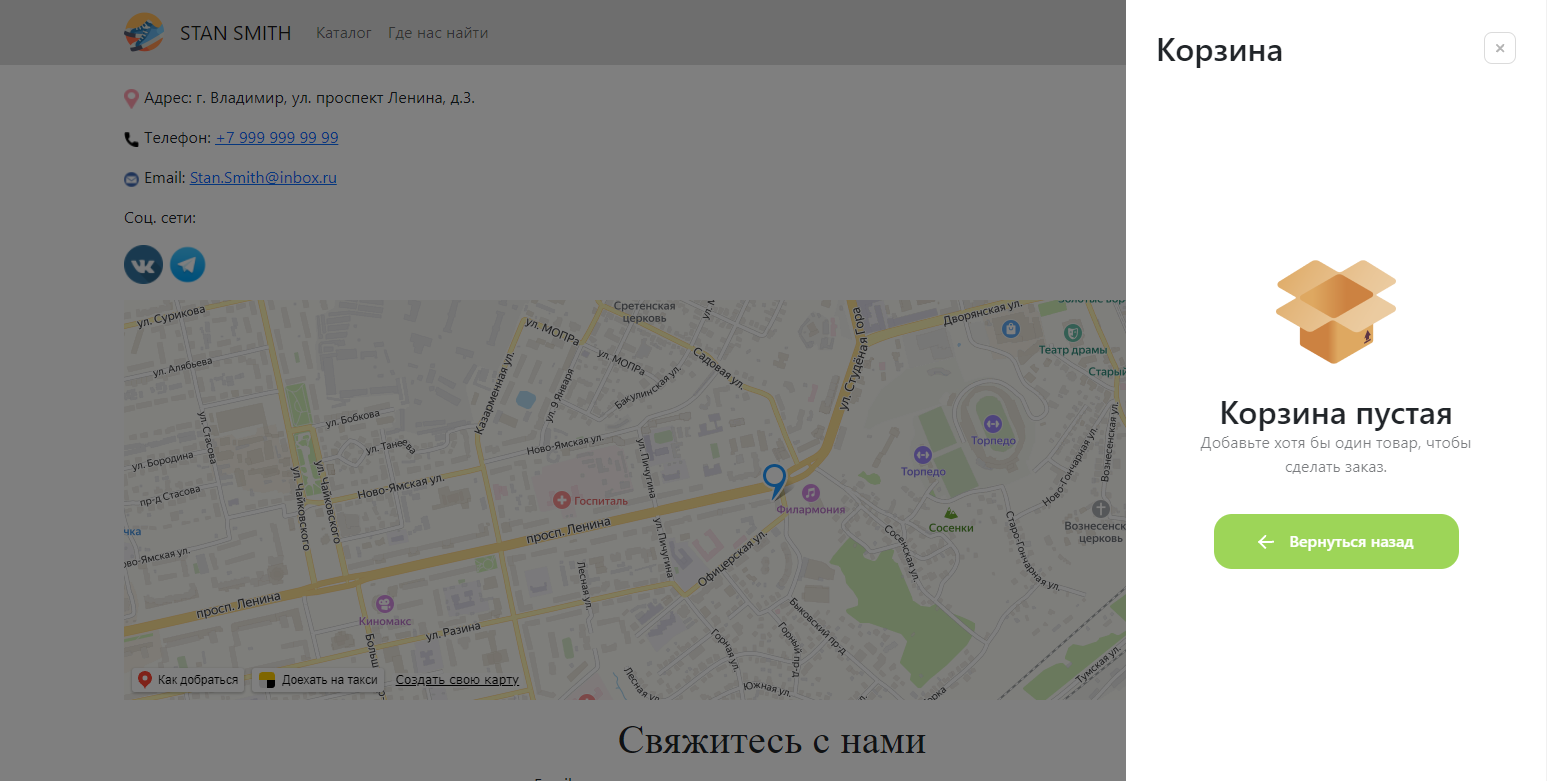 STAN SMITH
Каталог
Где нас найти
Корзина
Адрес: г. Владимир, ул. проспект Ленина, д.3.
Телефон: +7 999 999 99 99
Email: Stan.Smith@inbox.ru
Соц. сети:
ул. Сурикова
Сретенская
церковь
ул. М
Дворянская ул.
Золотые вор
ул. МОПРа
Театр драмы
ул. Алябьева
ул. МОПРа
Садовая ул.
ул. Студёная Гора
Старый
Казарменная ул.
ул. 9 Января
Бакулинская ул.
ул. Стасова
ул. Бобкова
ул. Танеева
Ново-Ямская ул.
Торпедо
Торпедо
Вознесенская ул.
ул. Бородина
пр-д Стасова
ул. Чайковского
ул. Чайковского
Ново-Ямская ул.
ул. Пичугина
Госпиталь
Филармония
Ново-Гончарная ул.
Вознесенск
церковь
чка
просп. Ленина
Сосенки
Сосенская ул.
Старо-Гончарная ул.
ово-Ямская ул.
ул. Пичугина
Офицерская ул.
Лесная ул.
просп. Ленина
Киномакс
ул. Разина
Больш
Быковский пр-д
Горный пр-д
Горная ул.
Лесная ул.
Южная ул.
юрка
Тумская ул.
Как добраться
Доехать на такси
Создать свою карту
Свяжитесь с нами
Корзина пустая
Добавьте хотя бы один товар, чтобы
сделать заказ.
Вернуться назад